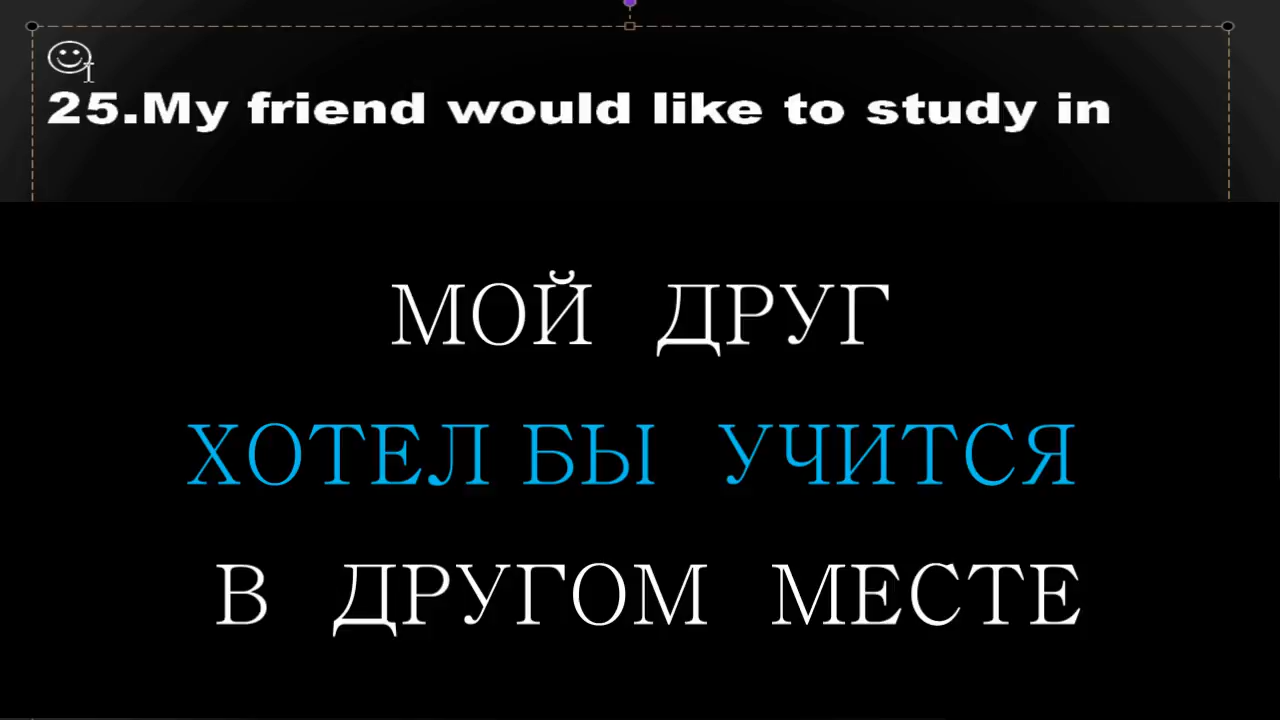 25.My friend would like to study in
МОЙ ДРУГ
ХОТЕЛ БЫ УЧИТСЯ
В ДРУГОМ МЕСТЕ